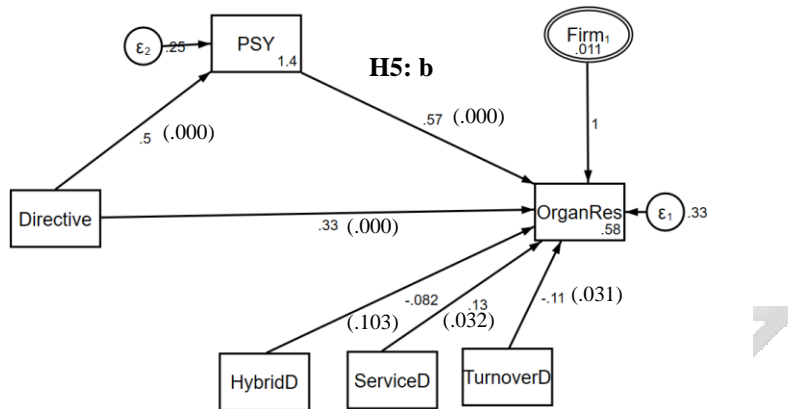 ε₂ .25
PSY
1.4
H5: b
Firm₁
.011
.5 (.000)
.57 (.000)
1
Directive
.33 (.000)
OrganRes
.58
ε₁ .33
-.082
(.103)
.13
(.032)
-.11 (.031)
HybridD
ServiceD
TurnoverD